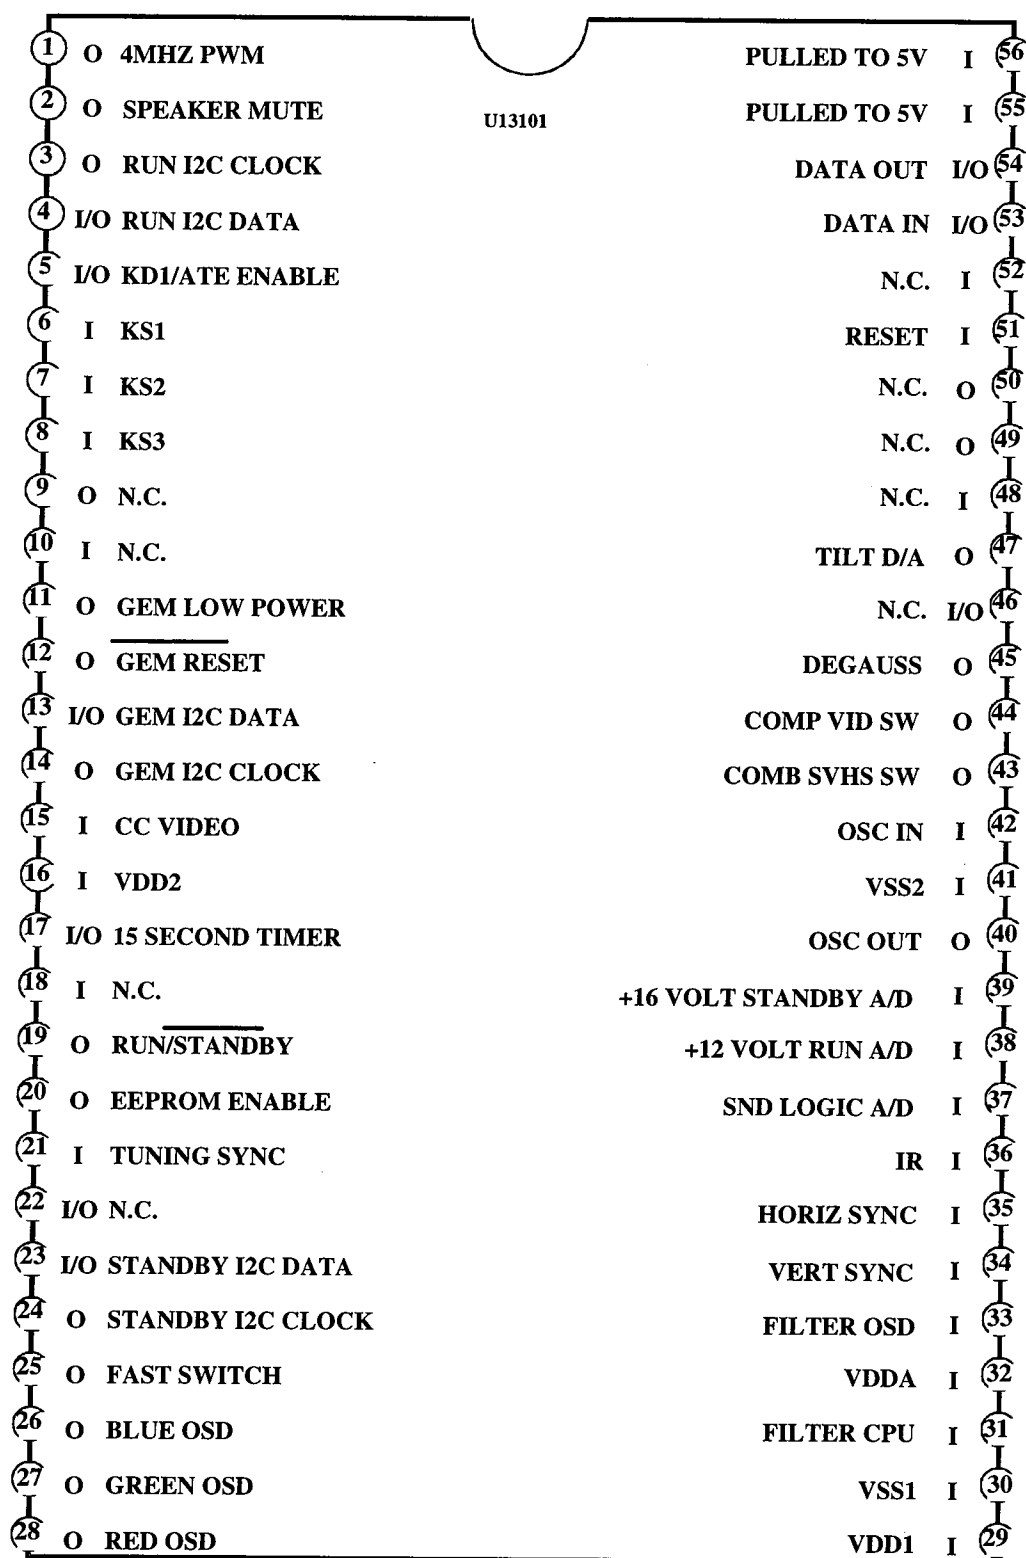 1 O 4MHZ PWM PULLED TO 5V I 56
2 O SPEAKER MUTE U13101 PULLED TO 5V I 55
3 O RUN I2C CLOCK DATA OUT I/O 54
4 I/O RUN I2C DATA DATA IN I/O 53
5 I/O KD1/ATE ENABLE N.C. I 52
6 I KS1 RESET I 51
7 I KS2 N.C. O 50
8 I KS3 N.C. O 49
9 O N.C. N.C. I 48
10 I N.C. TILT D/A O 47
11 O GEM LOW POWER N.C. I/O 46
12 O GEM RESET DEGAUSS O 45
13 I/O GEM I2C DATA COMP VID SW O 44
14 O GEM I2C CLOCK COMB SVHS SW O 43
15 I CC VIDEO OSC IN I 42
16 I VDD2 VSS2 I 41
17 I/O 15 SECOND TIMER OSC OUT O 40
18 I N.C. +16 VOLT STANDBY A/D I 39
19 O RUN/STANDBY +12 VOLT RUN A/D I 38
20 O EEPROM ENABLE SND LOGIC A/D I 37
21 I TUNING SYNC IR I 36
22 I/O N.C. HORIZ SYNC I 35
23 I/O STANDBY I2C DATA VERT SYNC I 34
24 O STANDBY I2C CLOCK FILTER OSD I 33
25 O FAST SWITCH VDDA I 32
26 O BLUE OSD FILTER CPU I 31
27 O GREEN OSD VSS1 I 30
28 O RED OSD VDD1 I 29